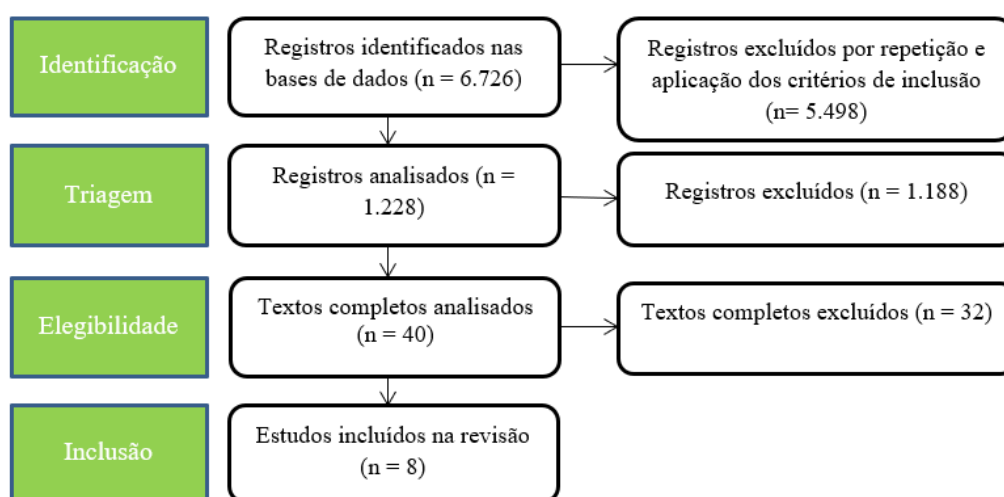 Identificação
Registros identificados nas
bases de dados (n = 6.726)
Registros excluídos por repetição e
aplicação dos critérios de inclusão
(n= 5.498)
Triagem
Registros analisados (n =
1.228)
Registros excluídos (n = 1.188)
Elegibilidade
Textos completos analisados
(n = 40)
Textos completos excluídos (n = 32)
Inclusão
Estudos incluídos na revisão
(n = 8)